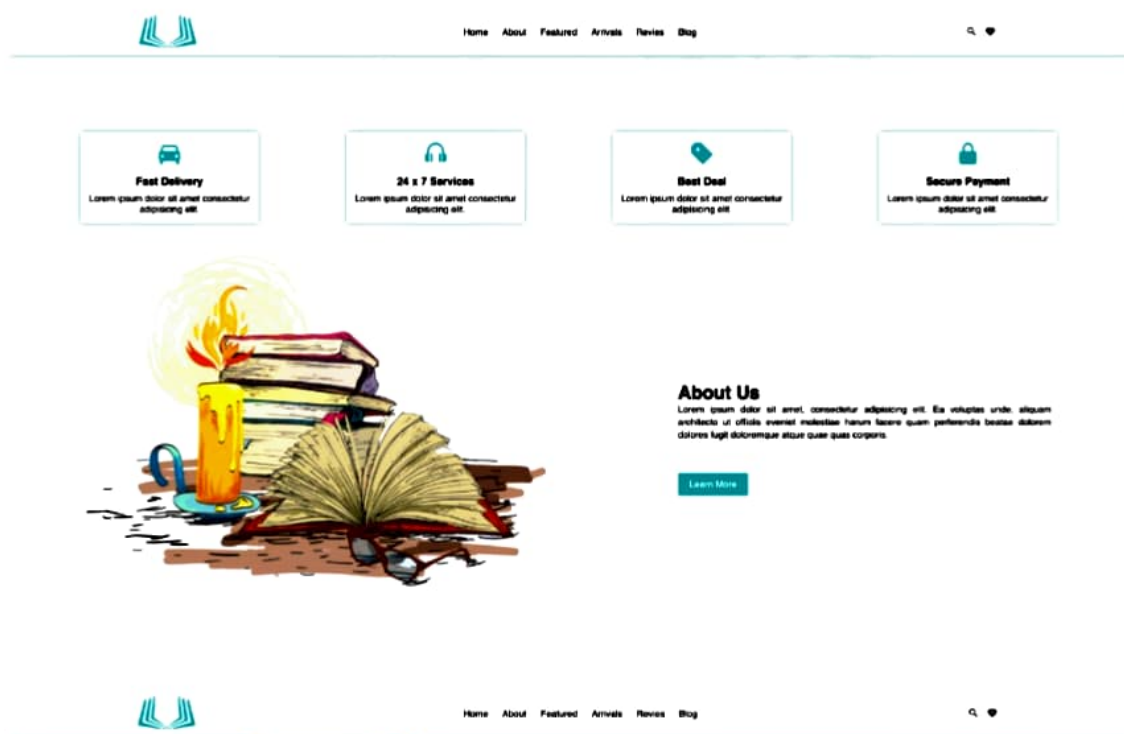 Home About Featured Arrivals Revies Blog
Fast Delivery
Lorem ipsum dolor sit amet consectetur
adipisicing elit.
24 x 7 Services
Lorem ipsum dolor sit amet consectetur
adipisicing elit.
Best Deal
Lorem ipsum dolor sit amet consectetur
adipisicing elit.
Secure Payment
Lorem ipsum dolor sit amet consectetur
adipisicing elit.
About Us
Lorem ipsum dolor sit amet, consectetur adipisicing elit. Ea voluptas unde, aliquam
architecto ut officiis eveniet molestiae harum facere quam perferendis beatae dolorem
dolores fugit doloremque atque quae quas corporis.
Learn More
Home About Featured Arrivals Revies Blog